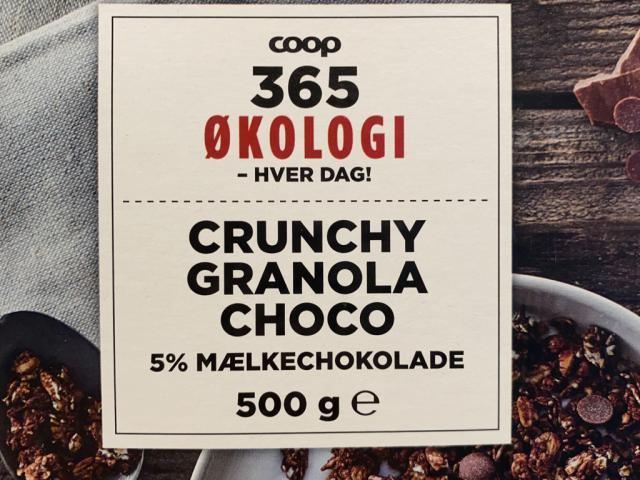 coop
365
ØKOLOGI
– HVER DAG!
CRUNCHY
GRANOLA
CHOCO
5% MÆLKECHOKOLADE
500 g ℮